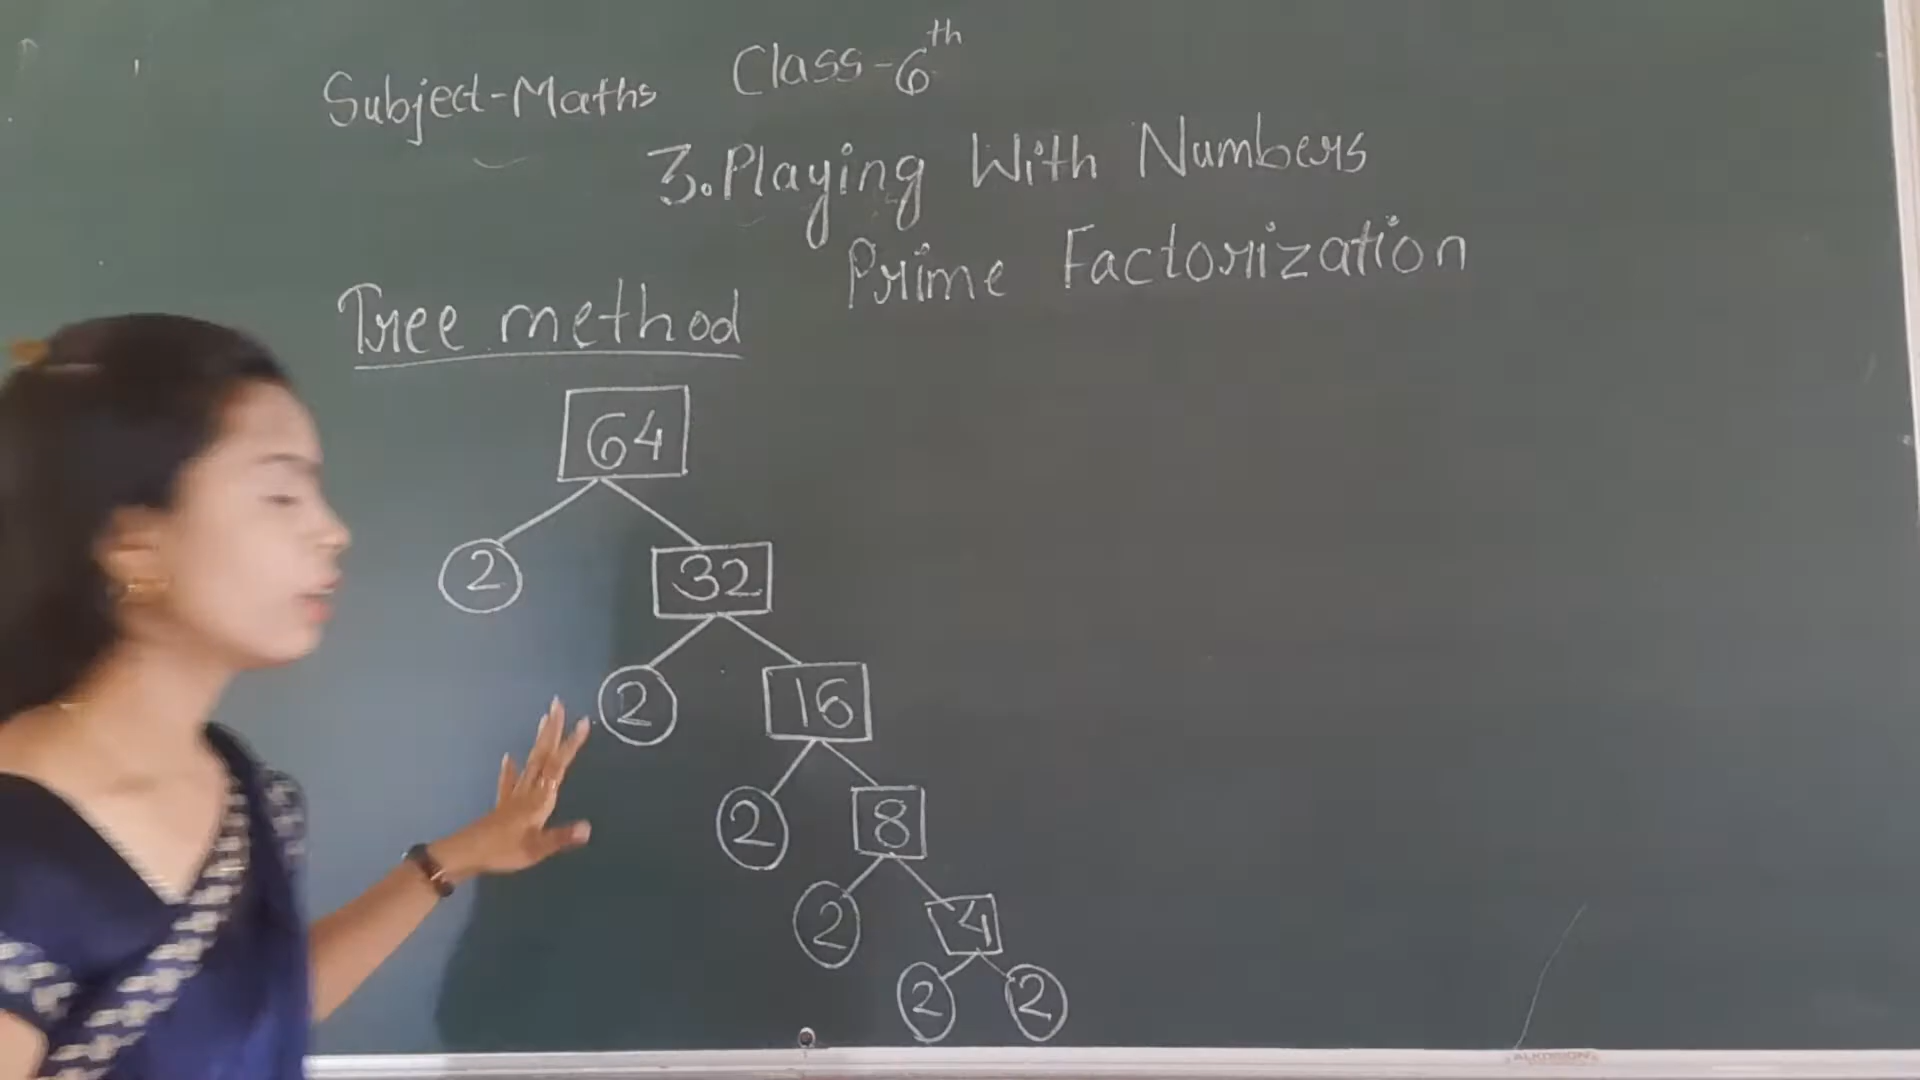 Subject-Maths Class-6th
3. Playing With Numbers
Prime Factorization
Tree method
64
2 32
2 16
2 8
2 4
2 2